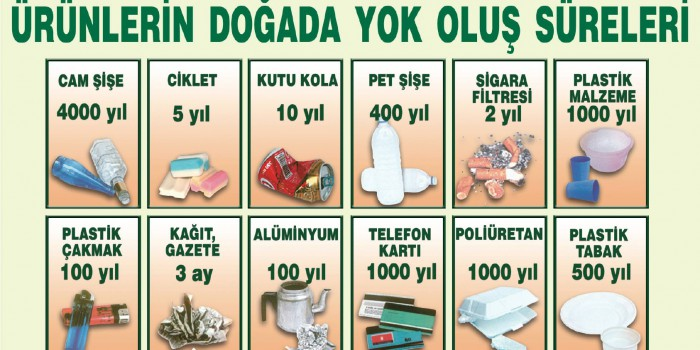 ÜRÜNLERİN DOĞADA YOK OLUŞ SÜRELERİ
CAM ŞİŞE
4000 yıl
CİKLET
5 yıl
KUTU KOLA
10 yıl
PET ŞİŞE
400 yıl
SİGARA
FİLTRESİ
2 yıl
PLASTİK
MALZEME
1000 yıl
PLASTİK
ÇAKMAK
100 yıl
KAĞIT,
GAZETE
3 ay
ALÜMİNYUM
100 yıl
TELEFON
KARTI
1000 yıl
POLİÜRETAN
1000 yıl
PLASTİK
TABAK
500 yıl